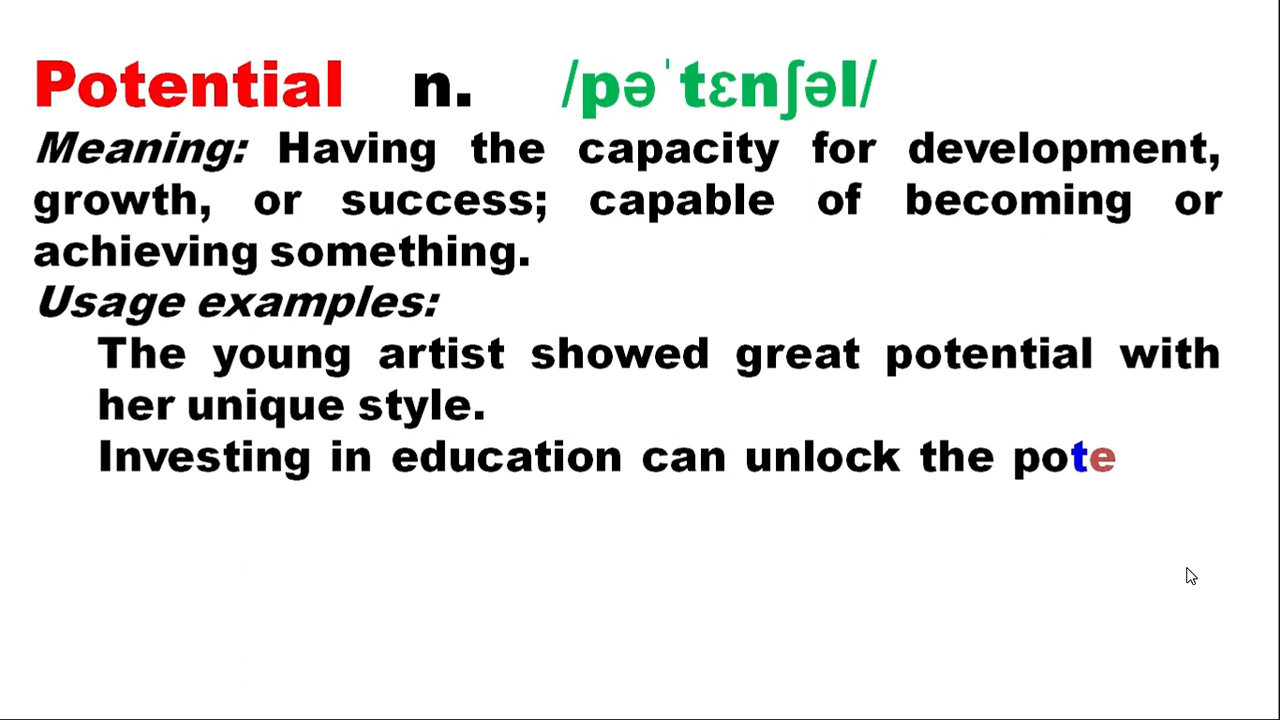 Potential n. /pəˈtɛnʃəl/
Meaning: Having the capacity for development,
growth, or success; capable of becoming or
achieving something.
Usage examples:
The young artist showed great potential with
her unique style.
Investing in education can unlock the pote